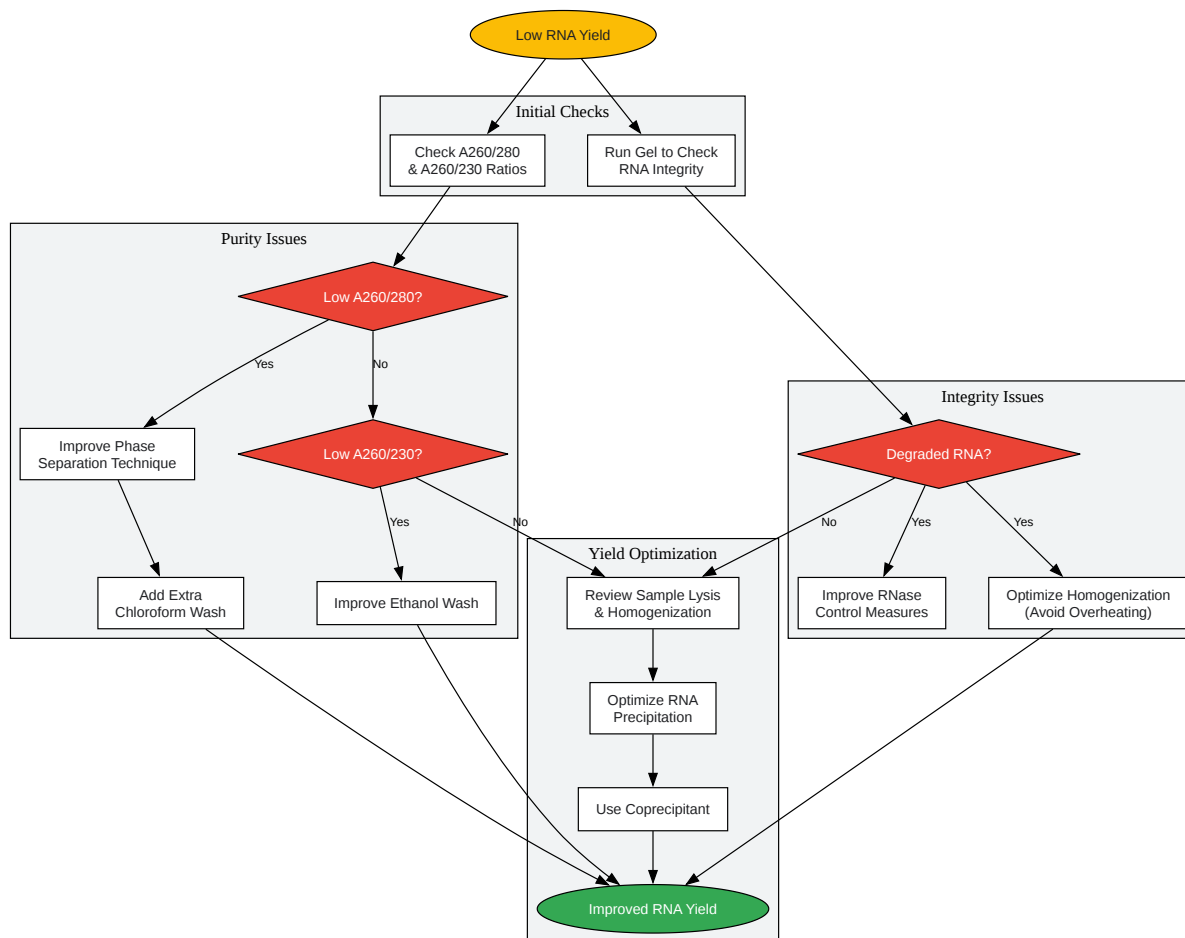 Low RNA Yield
Initial Checks
Check A260/280
& A260/230 Ratios
Run Gel to Check
RNA Integrity
Purity Issues
Low A260/280?
Yes
No
Improve Phase
Separation Technique
Low A260/230?
Yes
No
Add Extra
Chloroform Wash
Improve Ethanol Wash
Integrity Issues
Degraded RNA?
No
Yes
Yes
Improve RNase
Control Measures
Optimize Homogenization
(Avoid Overheating)
Yield Optimization
Review Sample Lysis
& Homogenization
Optimize RNA
Precipitation
Use Coprecipitant
Improved RNA Yield